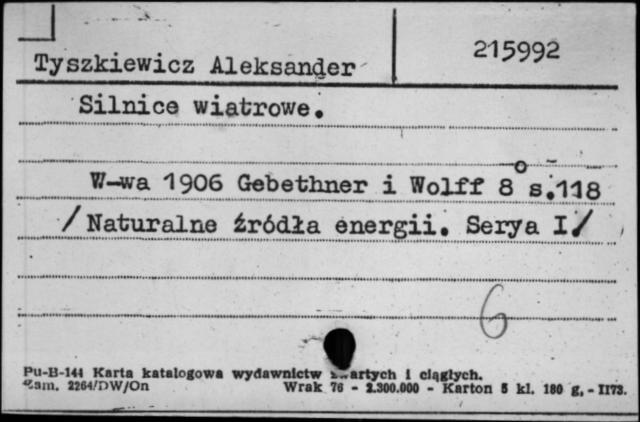 Tyszkiewicz Aleksander
215992
Silnice wiatrowe.
W-wa 1906 Gebethner i Wolff 8° s.118
/Naturalne źródła energii. Serya I/
6
Pu-B-144 Karta katalogowa wydawnictw zwartych i ciągłych.
Zam. 2264/DW/On Wrak 76 - 2.300.000 - Karton 5 kl. 180 g, - II73.